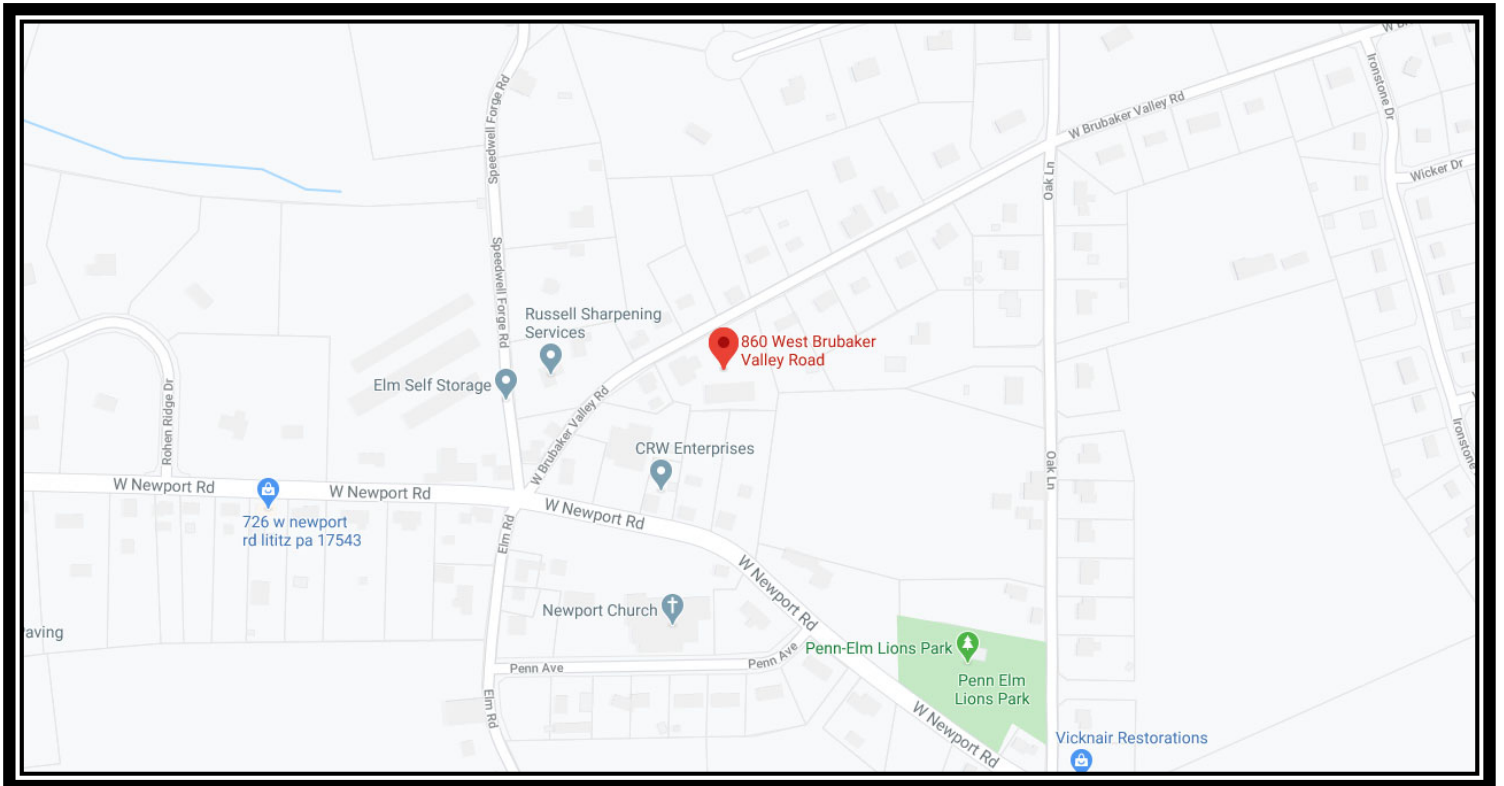 W B
Speedwell Forge Rd
Ironstone Dr
W Brubaker Valley Rd
Wicker Dr
Oak Ln
Speedwell Forge Rd
Russell Sharpening
Services
860 West Brubaker
Valley Road
Elm Self Storage
Rohen Ridge Dr
W Brubaker Valley Rd
CRW Enterprises
Oak Ln
Ironstone
W Newport Rd
W Newport Rd
W Newport Rd
726 w newport
rd lititz pa 17543
Elm Rd
W Newport Rd
Newport Church
aving
Penn-Elm Lions Park
Penn Ave
Penn Ave
Penn Elm
Lions Park
Elm Rd
W Newport Rd
Vicknair Restorations